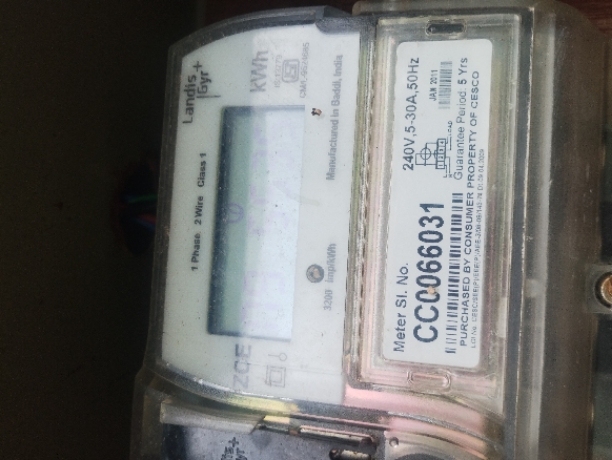 Landis
Gyr+
kWh
1 Phase 2 Wire Class 1
Manufactured in Baddi, India
3200 imp/kWh
ZCE
240V,5-30A,50Hz
JAN 2011
Guarantee Period: 5 Yrs
Meter Sl. No.
CC0066031
PURCHASED BY CONSUMER PROPERTY OF CESCO
Gyr+